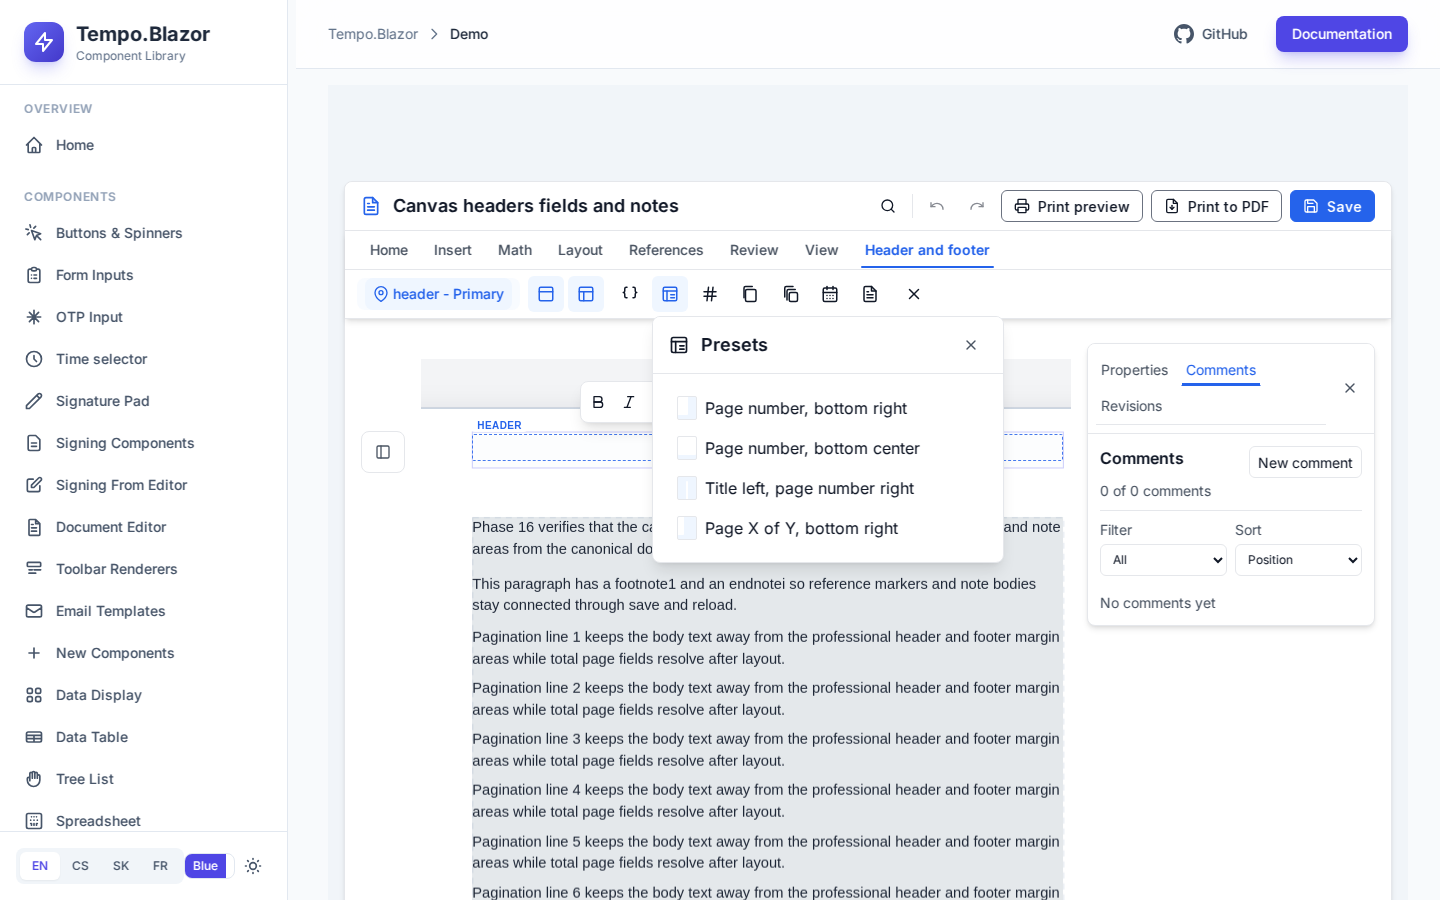 Tempo.Blazor
Component Library
OVERVIEW
Home
COMPONENTS
Buttons & Spinners
Form Inputs
OTP Input
Time selector
Signature Pad
Signing Components
Signing From Editor
Document Editor
Toolbar Renderers
Email Templates
New Components
Data Display
Data Table
Tree List
Spreadsheet
EN CS SK FR Blue
Tempo.Blazor Demo
GitHub
Documentation
Canvas headers fields and notes
Print preview
Print to PDF
Save
Home Insert Math Layout References Review View Header and footer
header - Primary
Presets
Page number, bottom right
Page number, bottom center
Title left, page number right
Page X of Y, bottom right
B I
HEADER
Phase 16 verifies that the ca and note
areas from the canonical do
This paragraph has a footnote1 and an endnotei so reference markers and note bodies
stay connected through save and reload.
Pagination line 1 keeps the body text away from the professional header and footer margin
areas while total page fields resolve after layout.
Pagination line 2 keeps the body text away from the professional header and footer margin
areas while total page fields resolve after layout.
Pagination line 3 keeps the body text away from the professional header and footer margin
areas while total page fields resolve after layout.
Pagination line 4 keeps the body text away from the professional header and footer margin
areas while total page fields resolve after layout.
Pagination line 5 keeps the body text away from the professional header and footer margin
areas while total page fields resolve after layout.
Pagination line 6 keeps the body text away from the professional header and footer margin
Properties Comments
Revisions
Comments
New comment
0 of 0 comments
Filter Sort
All Position
No comments yet